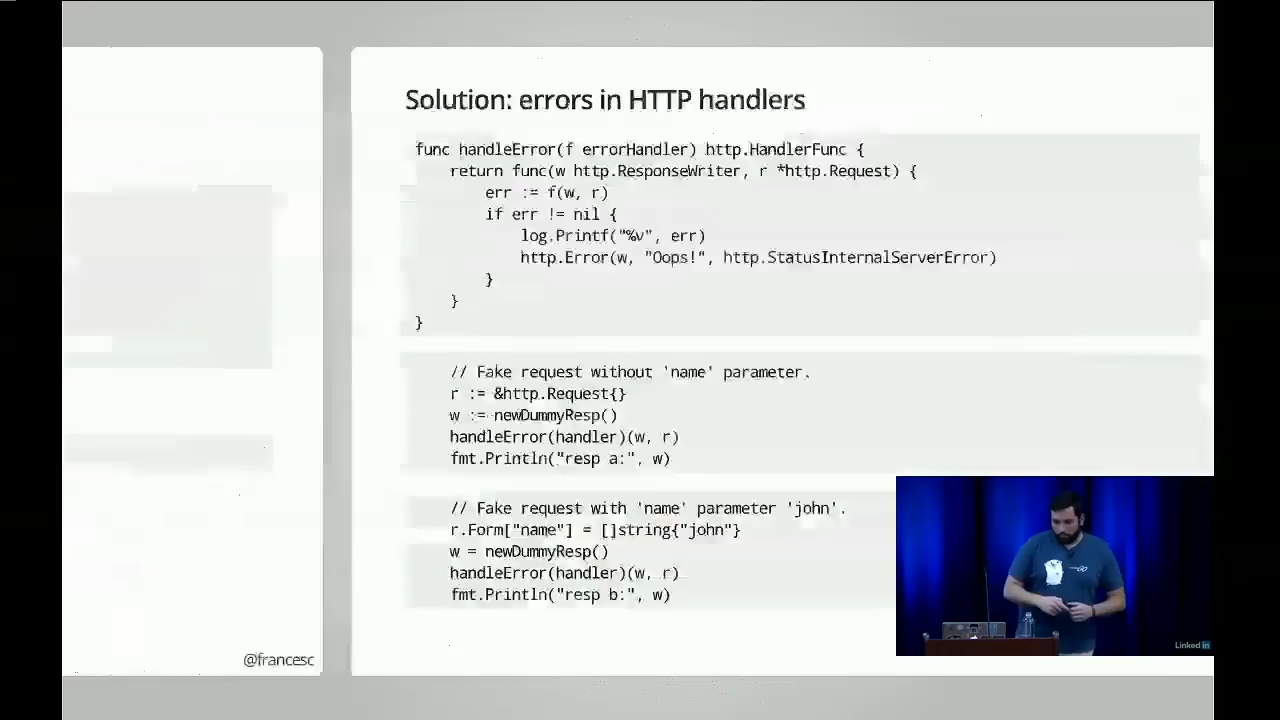 Solution: errors in HTTP handlers
func handleError(f errorHandler) http.HandlerFunc {
    return func(w http.ResponseWriter, r *http.Request) {
        err := f(w, r)
        if err != nil {
            log.Printf("%v", err)
            http.Error(w, "Oops!", http.StatusInternalServerError)
        }
    }
}
    // Fake request without 'name' parameter.
    r := &http.Request{}
    w := newDummyResp()
    handleError(handler)(w, r)
    fmt.Println("resp a:", w)
    // Fake request with 'name' parameter 'john'.
    r.Form["name"] = []string{"john"}
    w = newDummyResp()
    handleError(handler)(w, r)
    fmt.Println("resp b:", w)
@francesc
Linked in